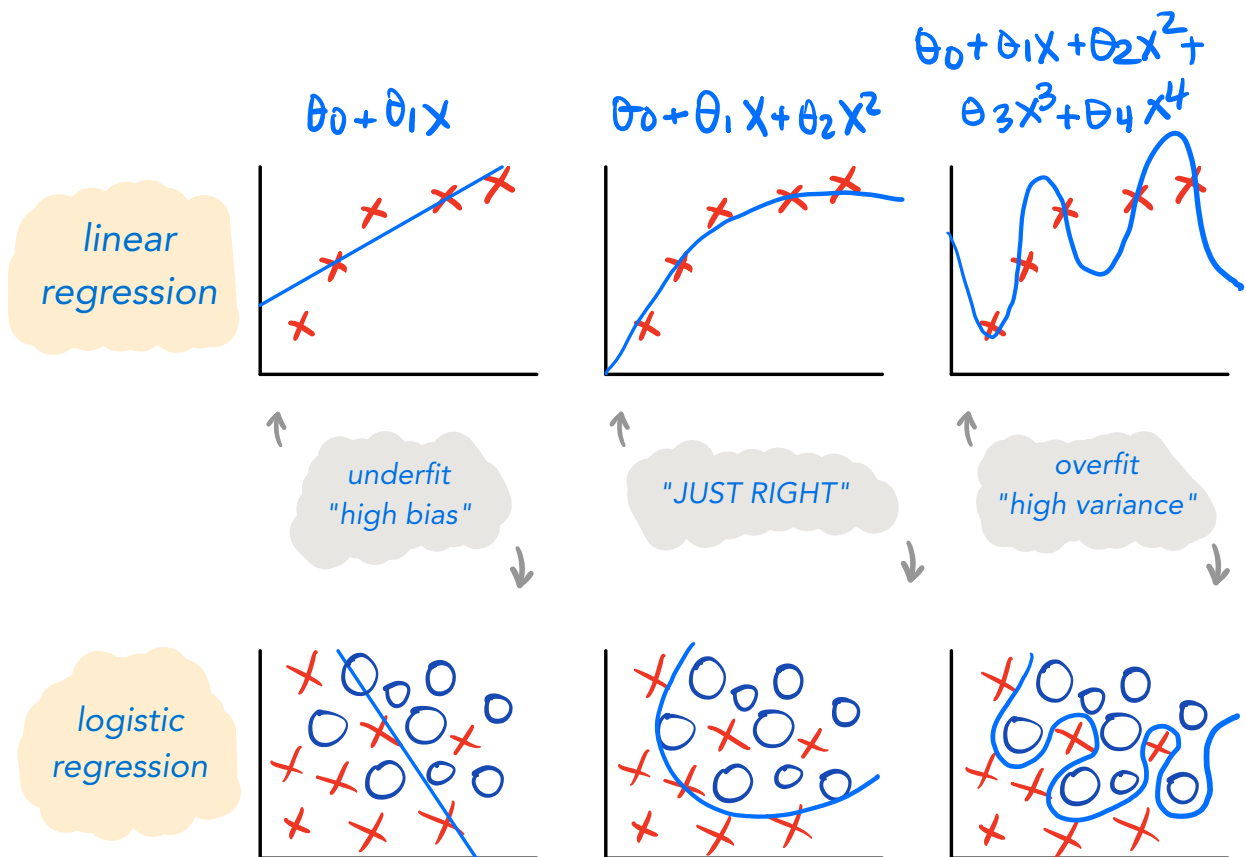 θ₀ + θ₁x
θ₀ + θ₁x + θ₂x²
θ₀ + θ₁x + θ₂x² +
θ₃x³ + θ₄x⁴
linear
regression
underfit
"high bias"
"JUST RIGHT"
overfit
"high variance"
logistic
regression